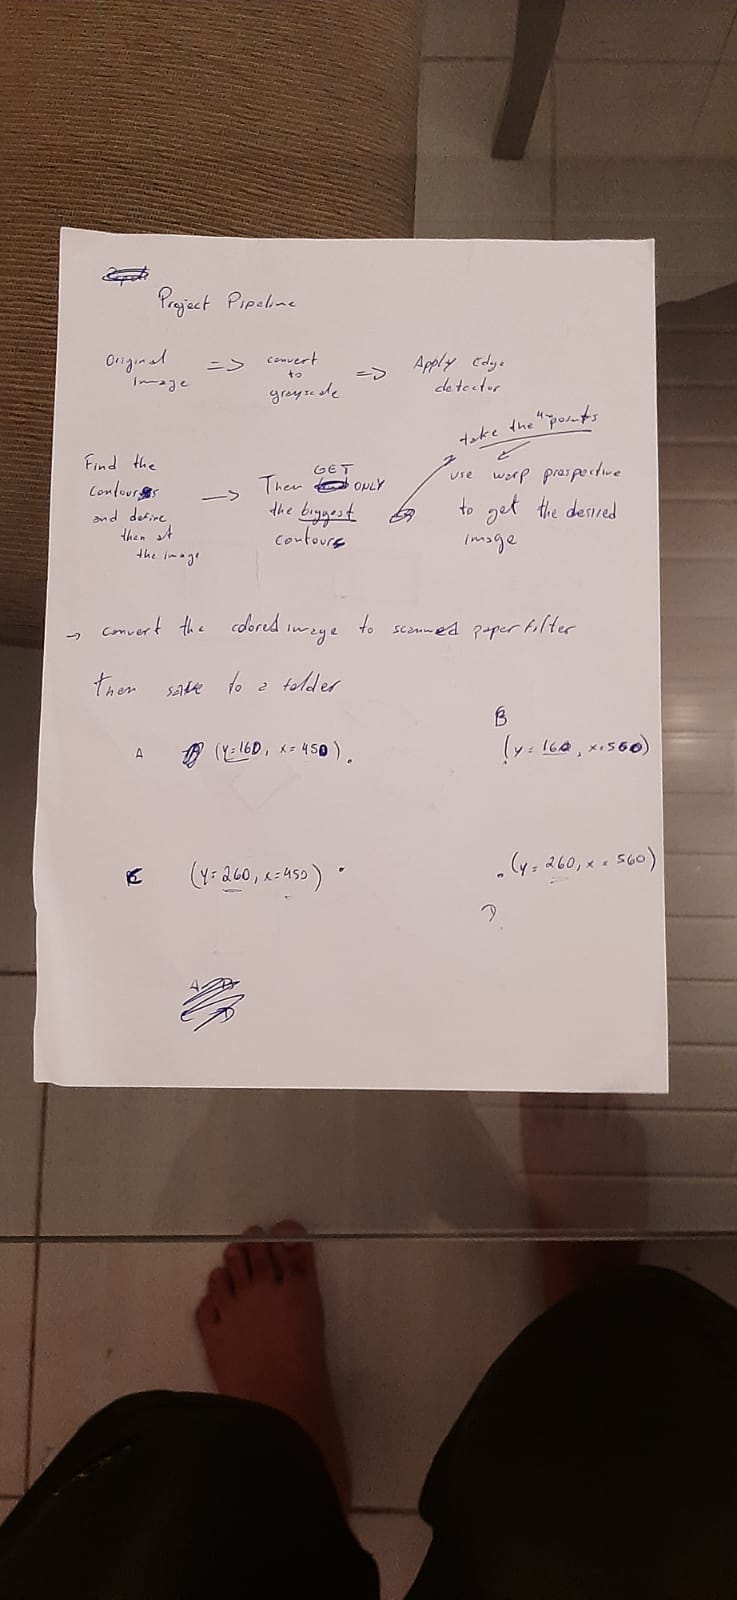 Project Pipeline
Original
image
=> convert
to
greyscale
=> Apply Edge
detector
Find the
contours
and define
then at
the image
→ Then GET ONLY
the biggest
contours
take the 4 points
use warp prespective
to get the desired
image
→ convert the colored image to scanned paper filter
Then save to a folder
A (y=160, x=450).
B
(y=160, x=560)
C (y=260, x=450)
(y=260, x=560)
D